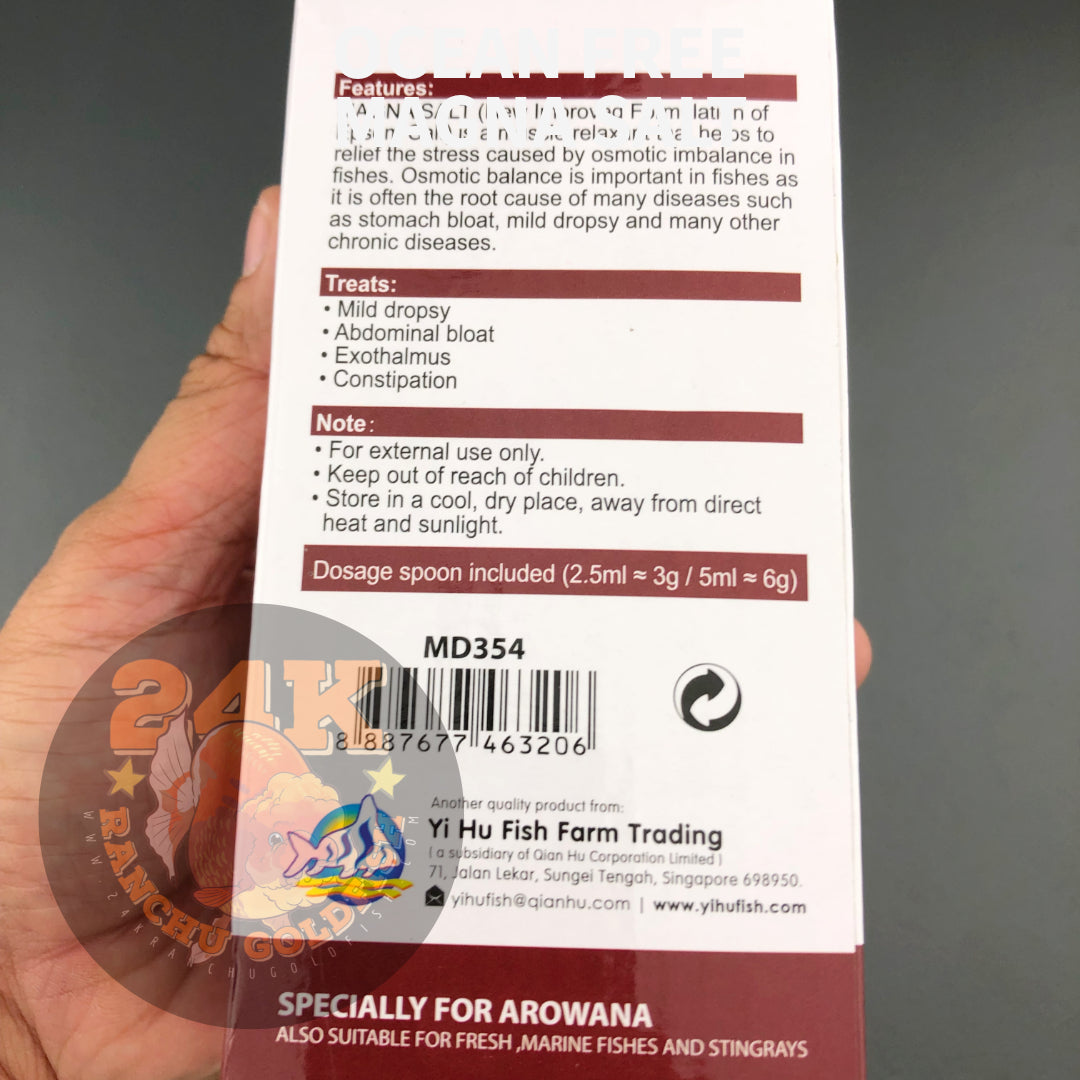 OCEAN FREE
MAGNA SALT
Features:
relief the stress caused by osmotic imbalance in
fishes. Osmotic balance is important in fishes as
it is often the root cause of many diseases such
as stomach bloat, mild dropsy and many other
chronic diseases.
Treats:
• Mild dropsy
• Abdominal bloat
• Exothalmus
• Constipation
Note:
• For external use only.
• Keep out of reach of children.
• Store in a cool, dry place, away from direct
heat and sunlight.
Dosage spoon included (2.5ml ≈ 3g / 5ml ≈ 6g)
MD354
8 887677 463206
24K
RANCHU GOLDFISH
Another quality product from:
Yi Hu Fish Farm Trading
( a subsidiary of Qian Hu Corporation Limited )
71, Jalan Lekar, Sungei Tengah, Singapore 698950.
yihufish@qianhu.com | www.yihufish.com
SPECIALLY FOR AROWANA
ALSO SUITABLE FOR FRESH ,MARINE FISHES AND STINGRAYS